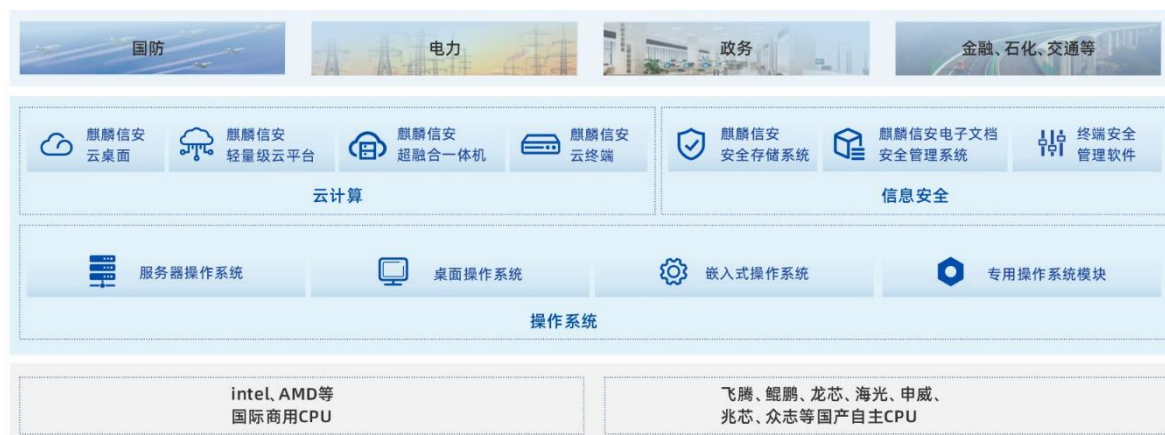 国防
电力
政务
金融、石化、交通等
麒麟信安
云桌面
麒麟信安
轻量级云平台
麒麟信安
超融合一体机
麒麟信安
云终端
麒麟信安
安全存储系统
麒麟信安电子文档
安全管理系统
终端安全
管理软件
云计算
信息安全
服务器操作系统
桌面操作系统
嵌入式操作系统
专用操作系统模块
操作系统
intel、AMD等
国际商用CPU
飞腾、鲲鹏、龙芯、海光、申威、
兆芯、众志等国产自主CPU